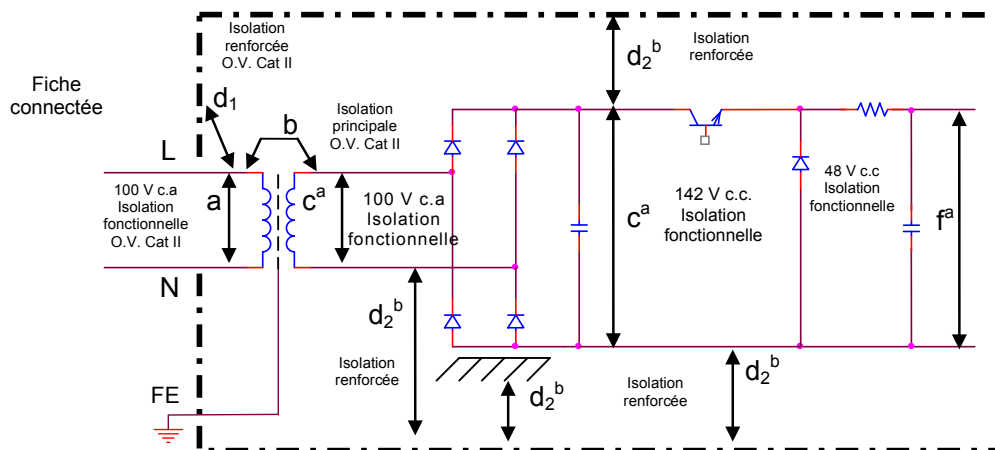 Isolation
renforcée
O.V. Cat II
Fiche
connectée
d1
b
Isolation
principale
O.V. Cat II
d2b
Isolation
renforcée
L
100 V c.a
Isolation
fonctionnelle
O.V. Cat II
a
ca
100 V c.a
Isolation
fonctionnelle
ca
142 V c.c.
Isolation
fonctionnelle
48 V c.c
Isolation
fonctionnelle
fa
N
d2b
Isolation
renforcée
FE
d2b
Isolation
renforcée
d2b